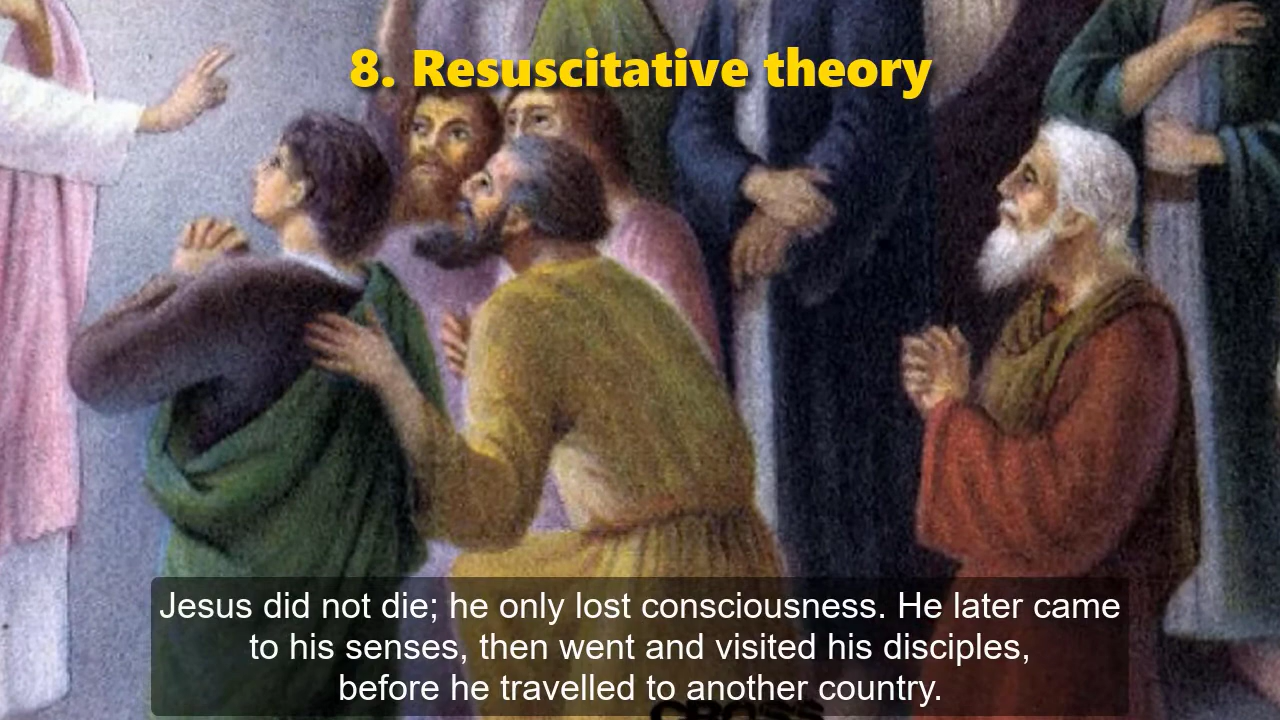 8. Resuscitative theory
Jesus did not die; he only lost consciousness. He later came
to his senses, then went and visited his disciples,
before he travelled to another country.
CROSS